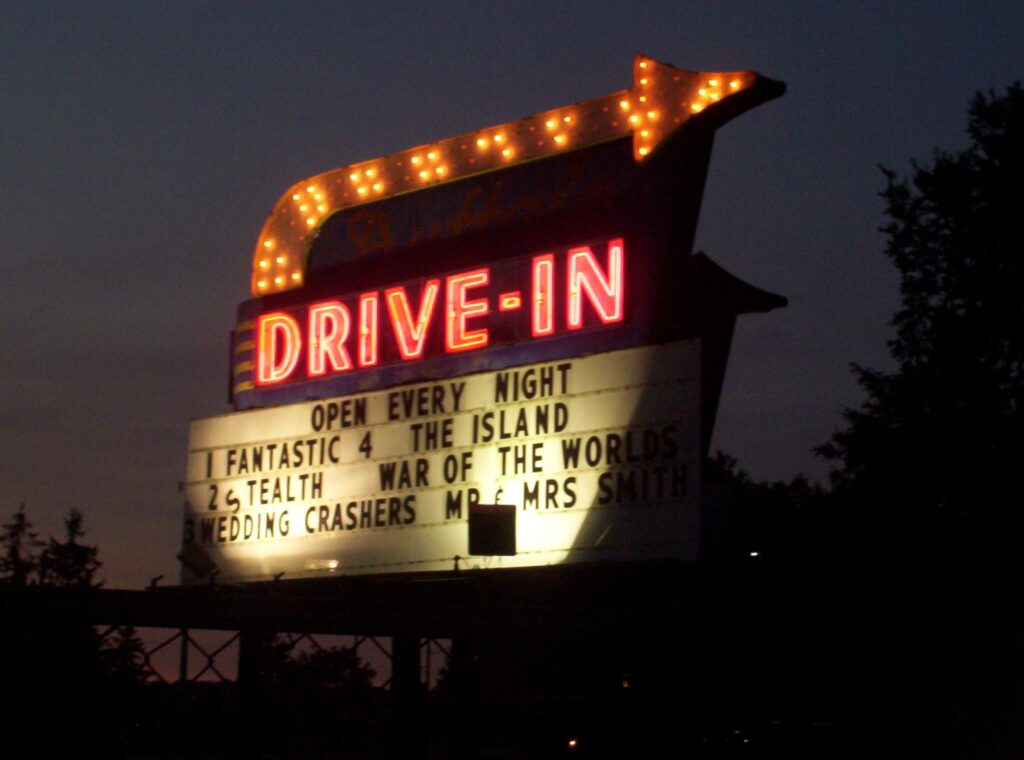 DRIVE-IN
OPEN EVERY NIGHT
1 FANTASTIC 4 THE ISLAND
2 STEALTH WAR OF THE WORLDS
3 WEDDING CRASHERS MR & MRS SMITH